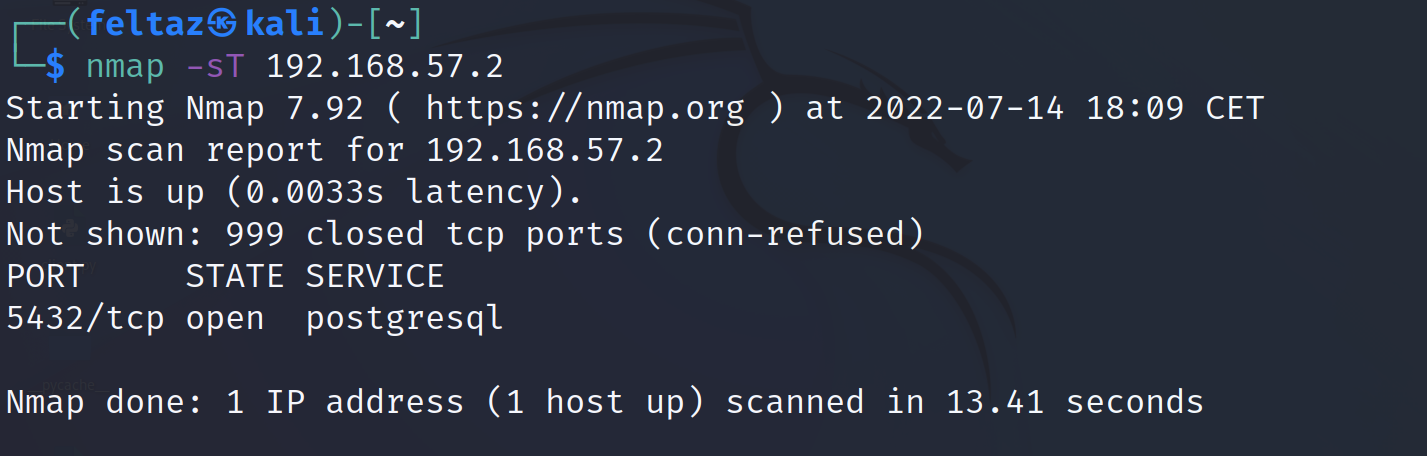 ┌──(feltaz㉿kali)-[~]
└─$ nmap -sT 192.168.57.2
Starting Nmap 7.92 ( https://nmap.org ) at 2022-07-14 18:09 CET
Nmap scan report for 192.168.57.2
Host is up (0.0033s latency).
Not shown: 999 closed tcp ports (conn-refused)
PORT     STATE SERVICE
5432/tcp open  postgresql
__pycache__
Nmap done: 1 IP address (1 host up) scanned in 13.41 seconds